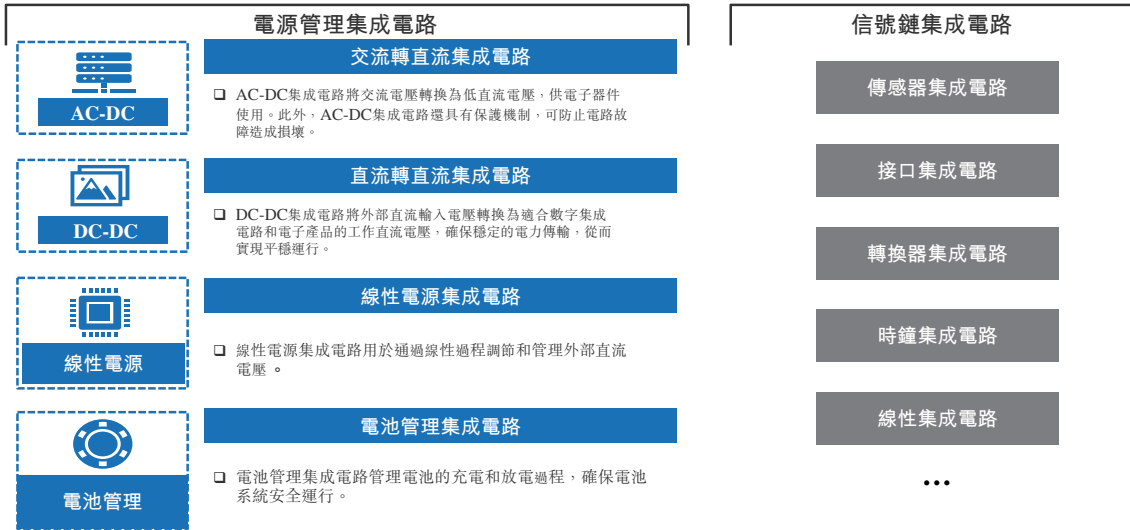 電源管理集成電路
AC-DC
交流轉直流集成電路
AC-DC集成電路將交流電壓轉換為低直流電壓，供電子器件
使用。此外，AC-DC集成電路還具有保護機制，可防止電路故
障造成損壞。
DC-DC
直流轉直流集成電路
DC-DC集成電路將外部直流輸入電壓轉換為適合數字集成
電路和電子產品的工作直流電壓，確保穩定的電力傳輸，從而
實現平穩運行。
線性電源
線性電源集成電路
線性電源集成電路用於通過線性過程調節和管理外部直流
電壓。
電池管理
電池管理集成電路
電池管理集成電路管理電池的充電和放電過程，確保電池
系統安全運行。
信號鏈集成電路
傳感器集成電路
接口集成電路
轉換器集成電路
時鐘集成電路
線性集成電路
...